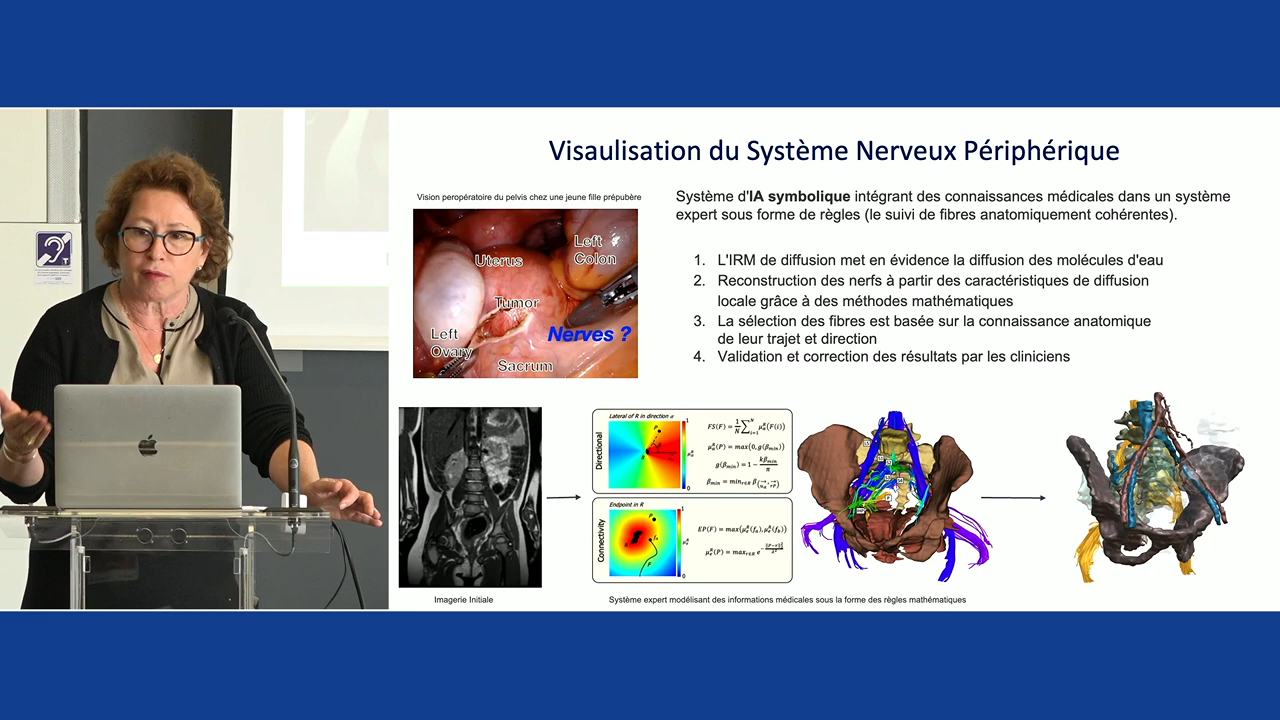 Visaulisation du Système Nerveux Périphérique
Vision peropératoire du pelvis chez une jeune fille prépubère
Uterus
Left
Colon
Tumor
Nerves ?
Left
Ovary
Sacrum
Système d'IA symbolique intégrant des connaissances médicales dans un système
expert sous forme de règles (le suivi de fibres anatomiquement cohérentes).
1. L'IRM de diffusion met en évidence la diffusion des molécules d'eau
2. Reconstruction des nerfs à partir des caractéristiques de diffusion
locale grâce à des méthodes mathématiques
3. La sélection des fibres est basée sur la connaissance anatomique
de leur trajet et direction
4. Validation et correction des résultats par les cliniciens
Directional
Lateral of R in direction α
Connectivity
Endpoint in R
Imagerie Initiale
Système expert modélisant des informations médicales sous la forme des règles mathématiques